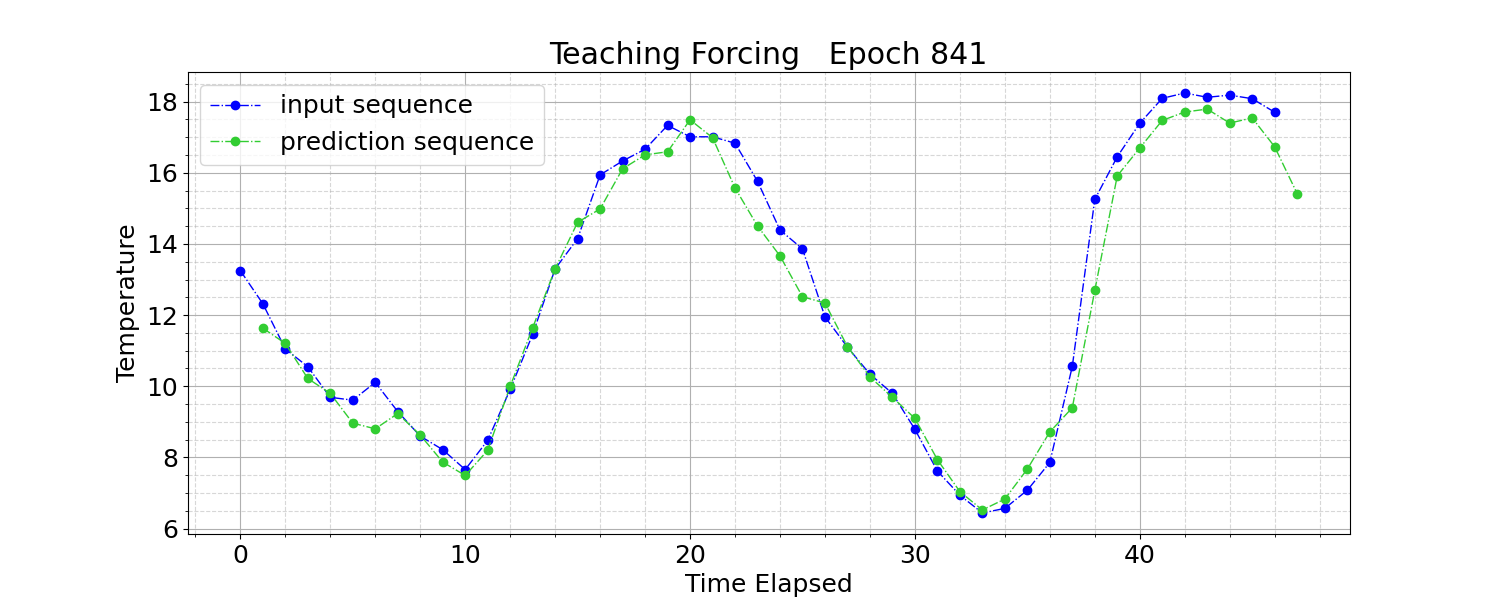 Teaching Forcing   Epoch 841
input sequence
prediction sequence
Temperature
18
16
14
12
10
8
6
0 10 20 30 40
Time Elapsed